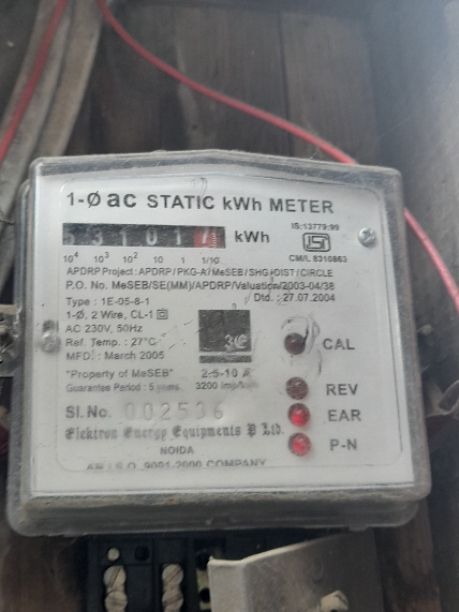 1-Ø ac STATIC kWh METER
IS:13779:99
kWh
ISI
CM/L 8310863
10⁴ 10³ 10² 10 1 1/10
APDRP Project : APDRP / PKG-A / MeSEB / SHG-DIST / CIRCLE
P.O. No. MeSEB/SE(MM)/APDRP/Valuation/2003-04/38
Dtd. : 27.07.2004
Type : 1E-05-8-1
1-Ø, 2 Wire, CL-1
AC 230V, 50Hz
Ref. Temp. : 27°C
MFD. : March 2005
CAL
"Property of MeSEB" 2.5-10 A
Guarantee Period : 5 years 3200
REV
Sl. No. 002536
EAR
Elektron Energy Equipments P Ltd.
P-N
NOIDA
AN I.S.O. 9001-2000 COMPANY